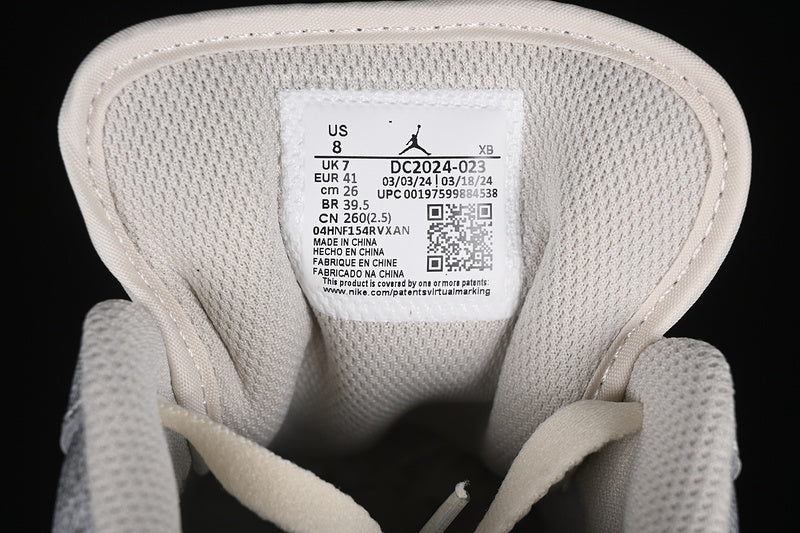 US
8
XB
UK 7
DC2024-023
EUR 41
03/03/24 | 03/18/24
cm 26
UPC 00197599884538
BR 39.5
CN 260(2.5)
04HNF154RVXAN
MADE IN CHINA
HECHO EN CHINA
FABRIQUE EN CHINE
FABRICADO NA CHINA
This product is covered by one or more patents:
www.nike.com/patentsvirtualmarking